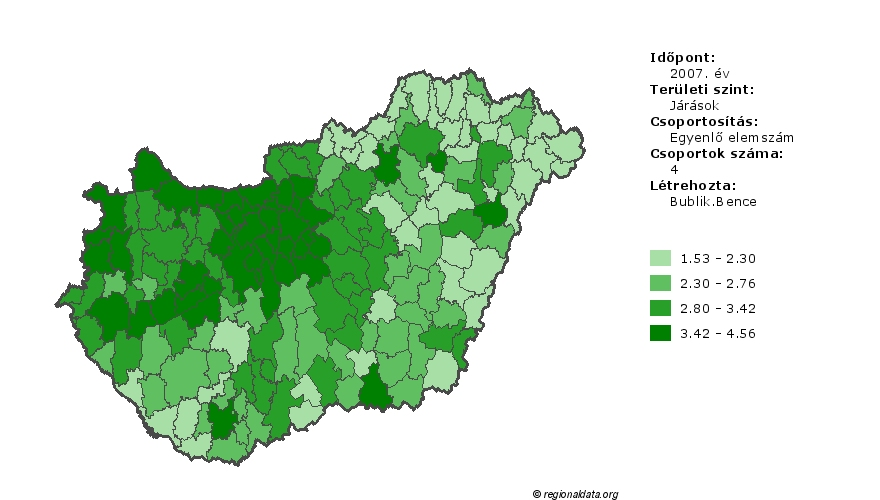 Időpont:
2007. év
Területi szint:
Járások
Csoportosítás:
Egyenlő elemszám
Csoportok száma:
4
Létrehozta:
Bublik.Bence
1.53 - 2.30
2.30 - 2.76
2.80 - 3.42
3.42 - 4.56
© regionaldata.org